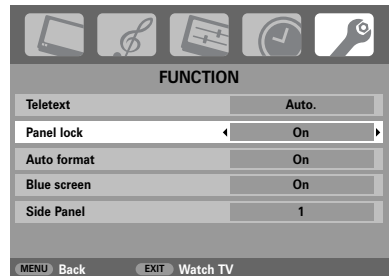 FUNCTION
Teletext Auto.
Panel lock On
Auto format On
Blue screen On
Side Panel 1
MENU Back EXIT Watch TV